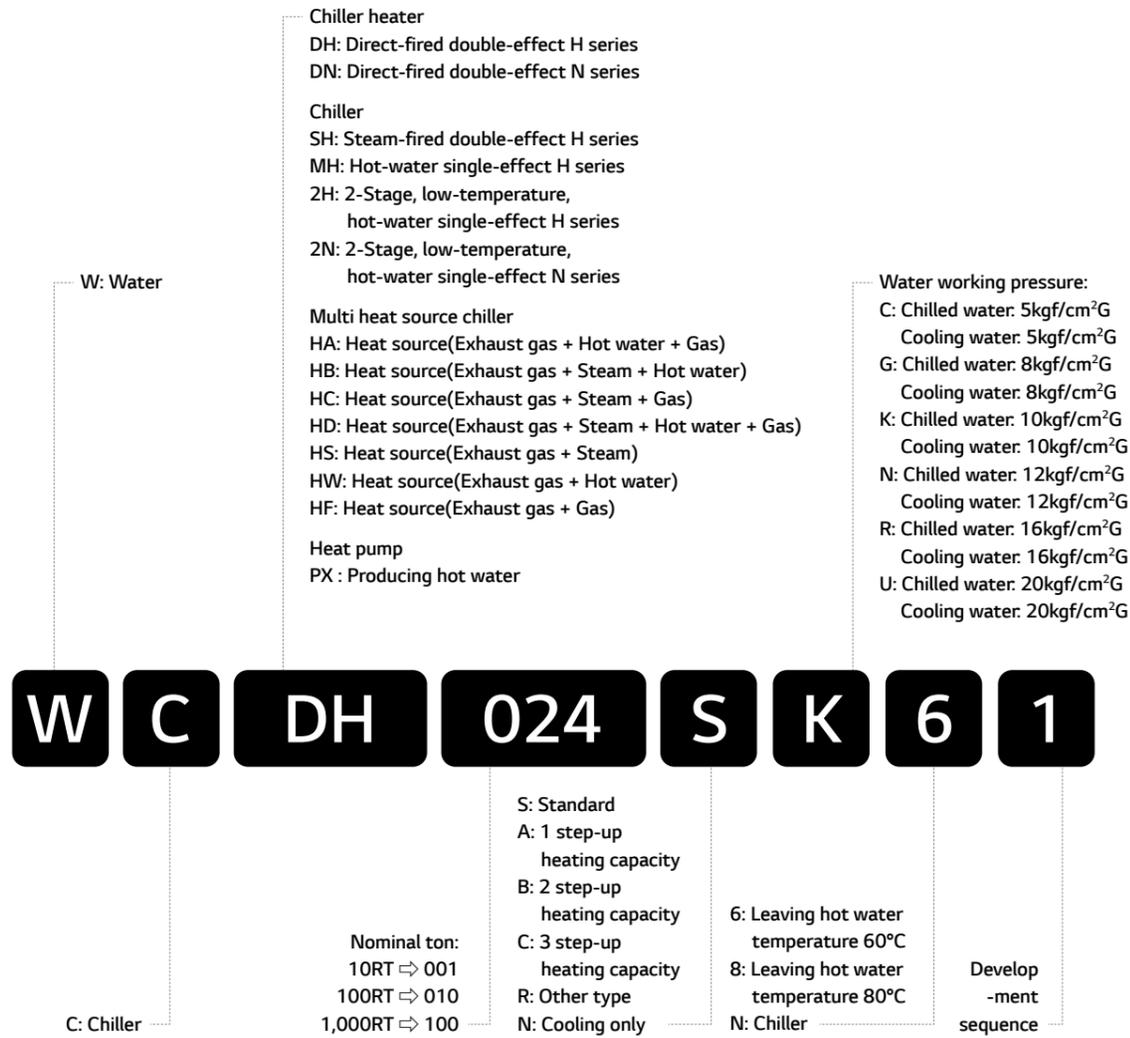 Chiller heater
DH: Direct-fired double-effect H series
DN: Direct-fired double-effect N series
Chiller
SH: Steam-fired double-effect H series
MH: Hot-water single-effect H series
2H: 2-Stage, low-temperature,
hot-water single-effect H series
2N: 2-Stage, low-temperature,
hot-water single-effect N series
Multi heat source chiller
HA: Heat source(Exhaust gas + Hot water + Gas)
HB: Heat source(Exhaust gas + Steam + Hot water)
HC: Heat source(Exhaust gas + Steam + Gas)
HD: Heat source(Exhaust gas + Steam + Hot water + Gas)
HS: Heat source(Exhaust gas + Steam)
HW: Heat source(Exhaust gas + Hot water)
HF: Heat source(Exhaust gas + Gas)
Heat pump
PX : Producing hot water
W: Water
Water working pressure:
C: Chilled water: 5kgf/cm²G
Cooling water: 5kgf/cm²G
G: Chilled water: 8kgf/cm²G
Cooling water: 8kgf/cm²G
K: Chilled water: 10kgf/cm²G
Cooling water: 10kgf/cm²G
N: Chilled water: 12kgf/cm²G
Cooling water: 12kgf/cm²G
R: Chilled water: 16kgf/cm²G
Cooling water: 16kgf/cm²G
U: Chilled water: 20kgf/cm²G
Cooling water: 20kgf/cm²G
W C DH 024 S K 6 1
C: Chiller
Nominal ton:
10RT ⇨ 001
100RT ⇨ 010
1,000RT ⇨ 100
S: Standard
A: 1 step-up
heating capacity
B: 2 step-up
heating capacity
C: 3 step-up
heating capacity
R: Other type
N: Cooling only
6: Leaving hot water
temperature 60°C
8: Leaving hot water
temperature 80°C
N: Chiller
Develop
-ment
sequence